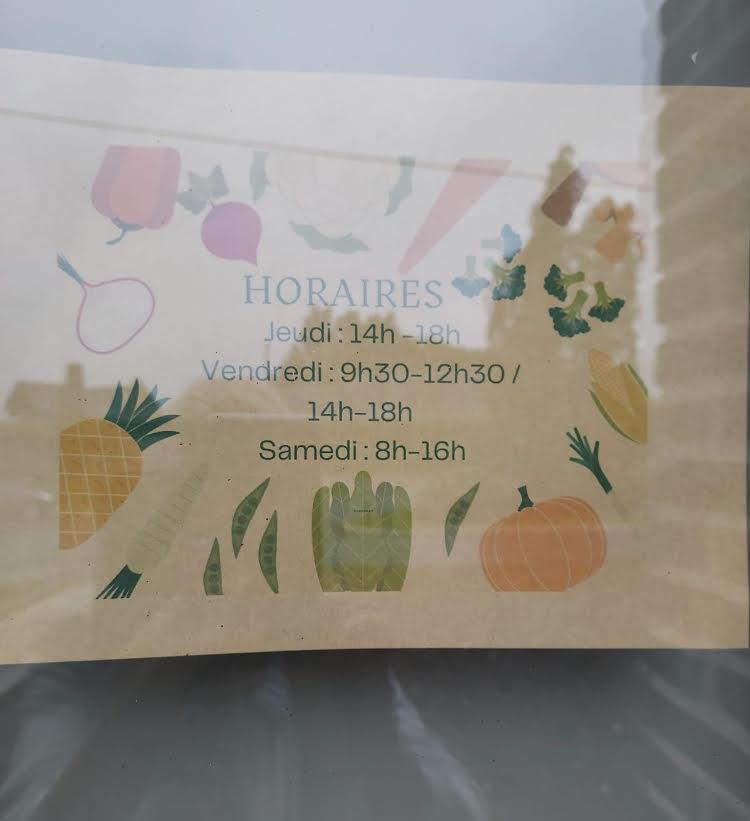 HORAIRES
Jeudi : 14h -18h
Vendredi : 9h30-12h30 /
14h-18h
Samedi : 8h-16h